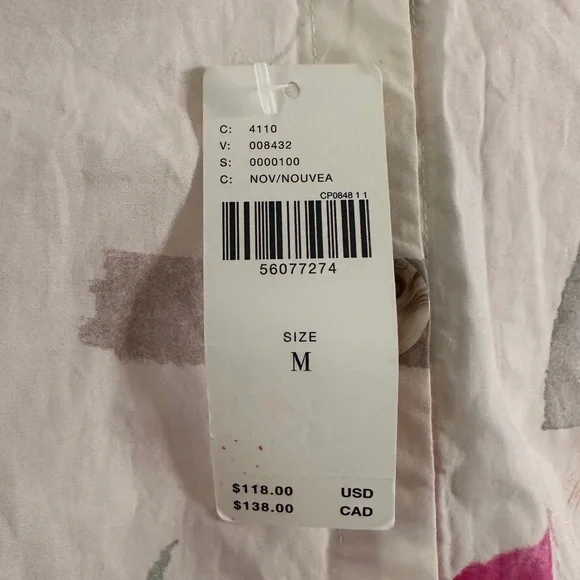 C: 4110
V: 008432
S: 0000100
C: NOV/NOUVEA
CP0848 1 1
56077274
SIZE
M
$118.00 USD
$138.00 CAD